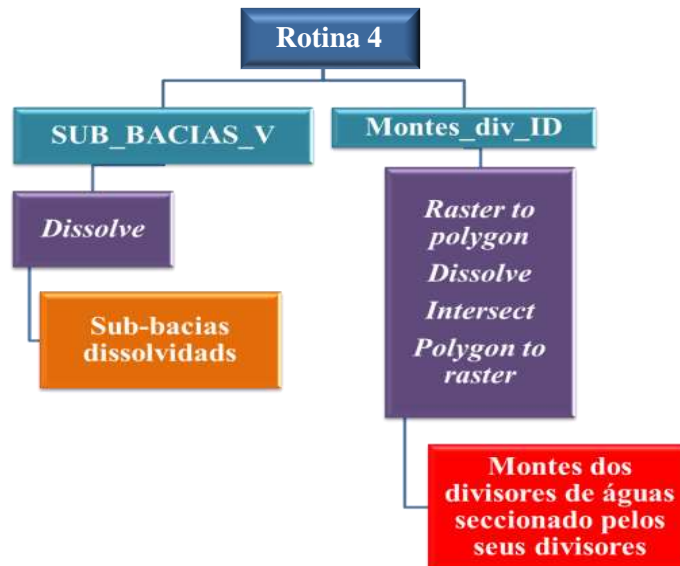 Rotina 4
SUB_BACIAS_V
Dissolve
Sub-bacias
dissolvidads
Montes_div_ID
Raster to
polygon
Dissolve
Intersect
Polygon to
raster
Montes dos
divisores de águas
seccionado pelos
seus divisores